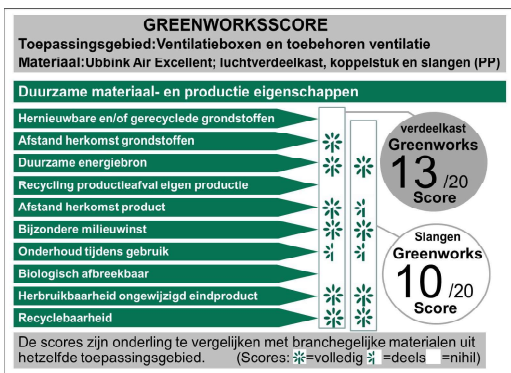 GREENWORKSSCORE
Toepassingsgebied:Ventilatieboxen en toebehoren ventilatie
Materiaal:Ubbink Air Excellent; luchtverdeelkast, koppelstuk en slangen (PP)
Duurzame materiaal- en productie eigenschappen
Hernieuwbare en/of gerecyclede grondstoffen
Afstand herkomst grondstoffen
Duurzame energiebron
Recycling productieafval eigen productie
Afstand herkomst product
Bijzondere milieuwinst
Onderhoud tijdens gebruik
Biologisch afbreekbaar
Herbruikbaarheid ongewijzigd eindproduct
Recyclebaarheid
verdeelkast
Greenworks
13 /20
Score
Slangen
Greenworks
10 /20
Score
De scores zijn onderling te vergelijken met branchegelijke materialen uit
hetzelfde toepassingsgebied. (Scores: =volledig =deels =nihil)